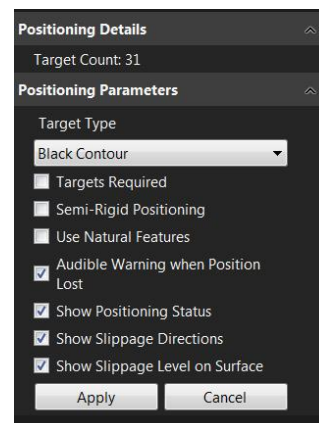 Positioning Details
Target Count: 31
Positioning Parameters
Target Type
Black Contour
Targets Required
Semi-Rigid Positioning
Use Natural Features
Audible Warning when Position
Lost
Show Positioning Status
Show Slippage Directions
Show Slippage Level on Surface
Apply Cancel